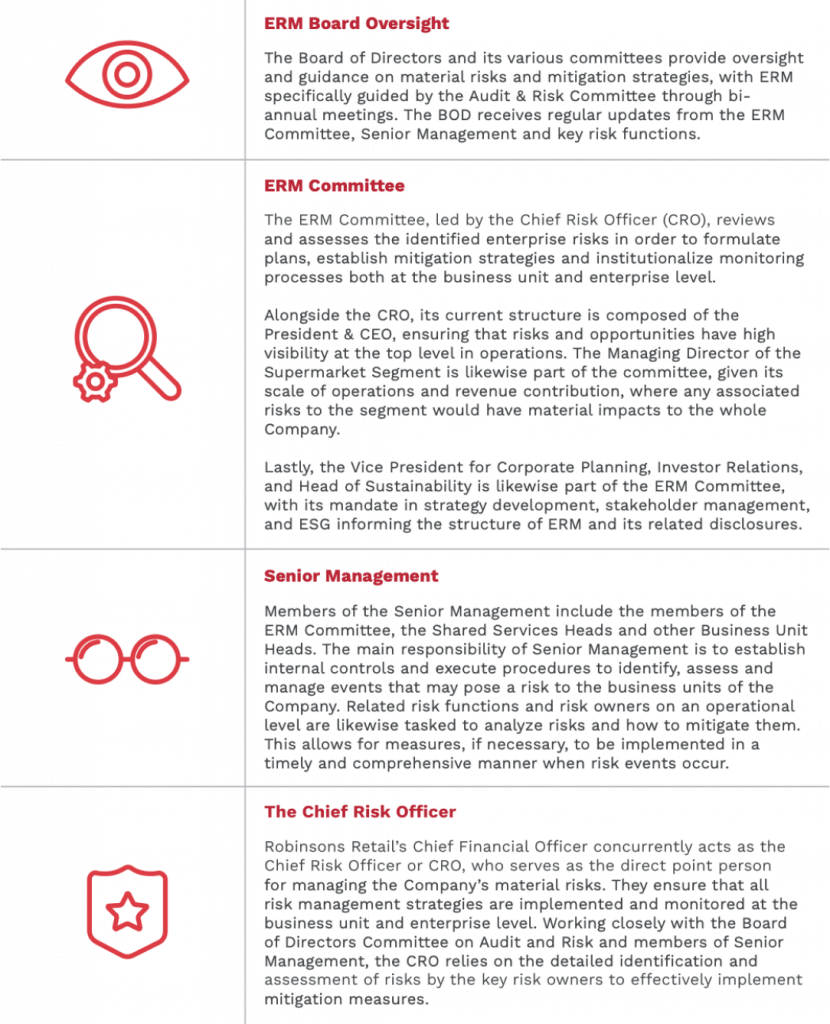 ERM Board Oversight
The Board of Directors and its various committees provide oversight
and guidance on material risks and mitigation strategies, with ERM
specifically guided by the Audit & Risk Committee through bi-
annual meetings. The BOD receives regular updates from the ERM
Committee, Senior Management and key risk functions.
ERM Committee
The ERM Committee, led by the Chief Risk Officer (CRO), reviews
and assesses the identified enterprise risks in order to formulate
plans, establish mitigation strategies and institutionalize monitoring
processes both at the business unit and enterprise level.
Alongside the CRO, its current structure is composed of the
President & CEO, ensuring that risks and opportunities have high
visibility at the top level in operations. The Managing Director of the
Supermarket Segment is likewise part of the committee, given its
scale of operations and revenue contribution, where any associated
risks to the segment would have material impacts to the whole
Company.
Lastly, the Vice President for Corporate Planning, Investor Relations,
and Head of Sustainability is likewise part of the ERM Committee,
with its mandate in strategy development, stakeholder management,
and ESG informing the structure of ERM and its related disclosures.
Senior Management
Members of the Senior Management include the members of the
ERM Committee, the Shared Services Heads and other Business Unit
Heads. The main responsibility of Senior Management is to establish
internal controls and execute procedures to identify, assess and
manage events that may pose a risk to the business units of the
Company. Related risk functions and risk owners on an operational
level are likewise tasked to analyze risks and how to mitigate them.
This allows for measures, if necessary, to be implemented in a
timely and comprehensive manner when risk events occur.
The Chief Risk Officer
Robinsons Retail's Chief Financial Officer concurrently acts as the
Chief Risk Officer or CRO, who serves as the direct point person
for managing the Company's material risks. They ensure that all
risk management strategies are implemented and monitored at the
business unit and enterprise level. Working closely with the Board
of Directors Committee on Audit and Risk and members of Senior
Management, the CRO relies on the detailed identification and
assessment of risks by the key risk owners to effectively implement
mitigation measures.